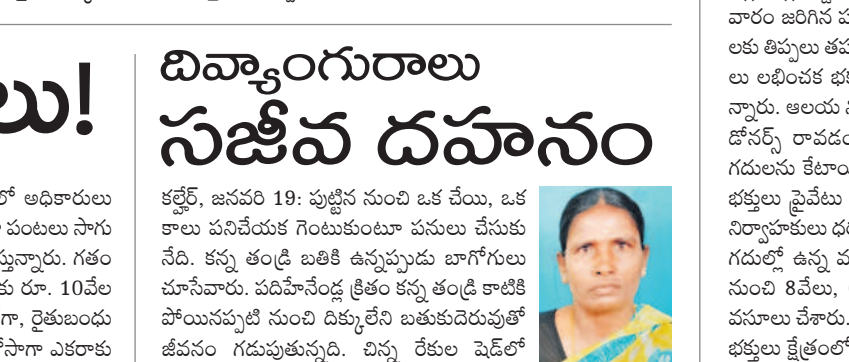 లు!
లో అధికారులు
పంటలు సాగు
స్తున్నారు. గతం
కు రూ. 10వేల
గా, రైతుబంధు
సాగా ఎకరాకు
దివ్యాంగురాలు
సజీవ దహనం
కల్హేర్, జనవరి 19: పుట్టిన నుంచి ఒక చేయి, ఒక
కాలు పనిచేయక గెంటుకుంటూ పనులు చేసుకు
నేది. కన్న తండ్రి బతికి ఉన్నప్పుడు బాగోగులు
చూసేవారు. పదిహేనేండ్ల క్రితం కన్న తండ్రి కాటికి
పోయినప్పటి నుంచి దిక్కులేని బతుకుదెరువుతో
జీవనం గడుపుతున్నది. చిన్న రేకుల షెడ్‌లో
వారం జరిగిన
లకు తిప్పలు
లు లభించక
న్నారు. ఆలయ
డోనర్స్ రావడం
గదులను
భక్తులు ప్రైవేటు
నిర్వాహకులు
గదుల్లో ఉన్న
నుంచి 8వేలు,
వసూలు చేశారు.
భక్తులు క్షేత్రంలో